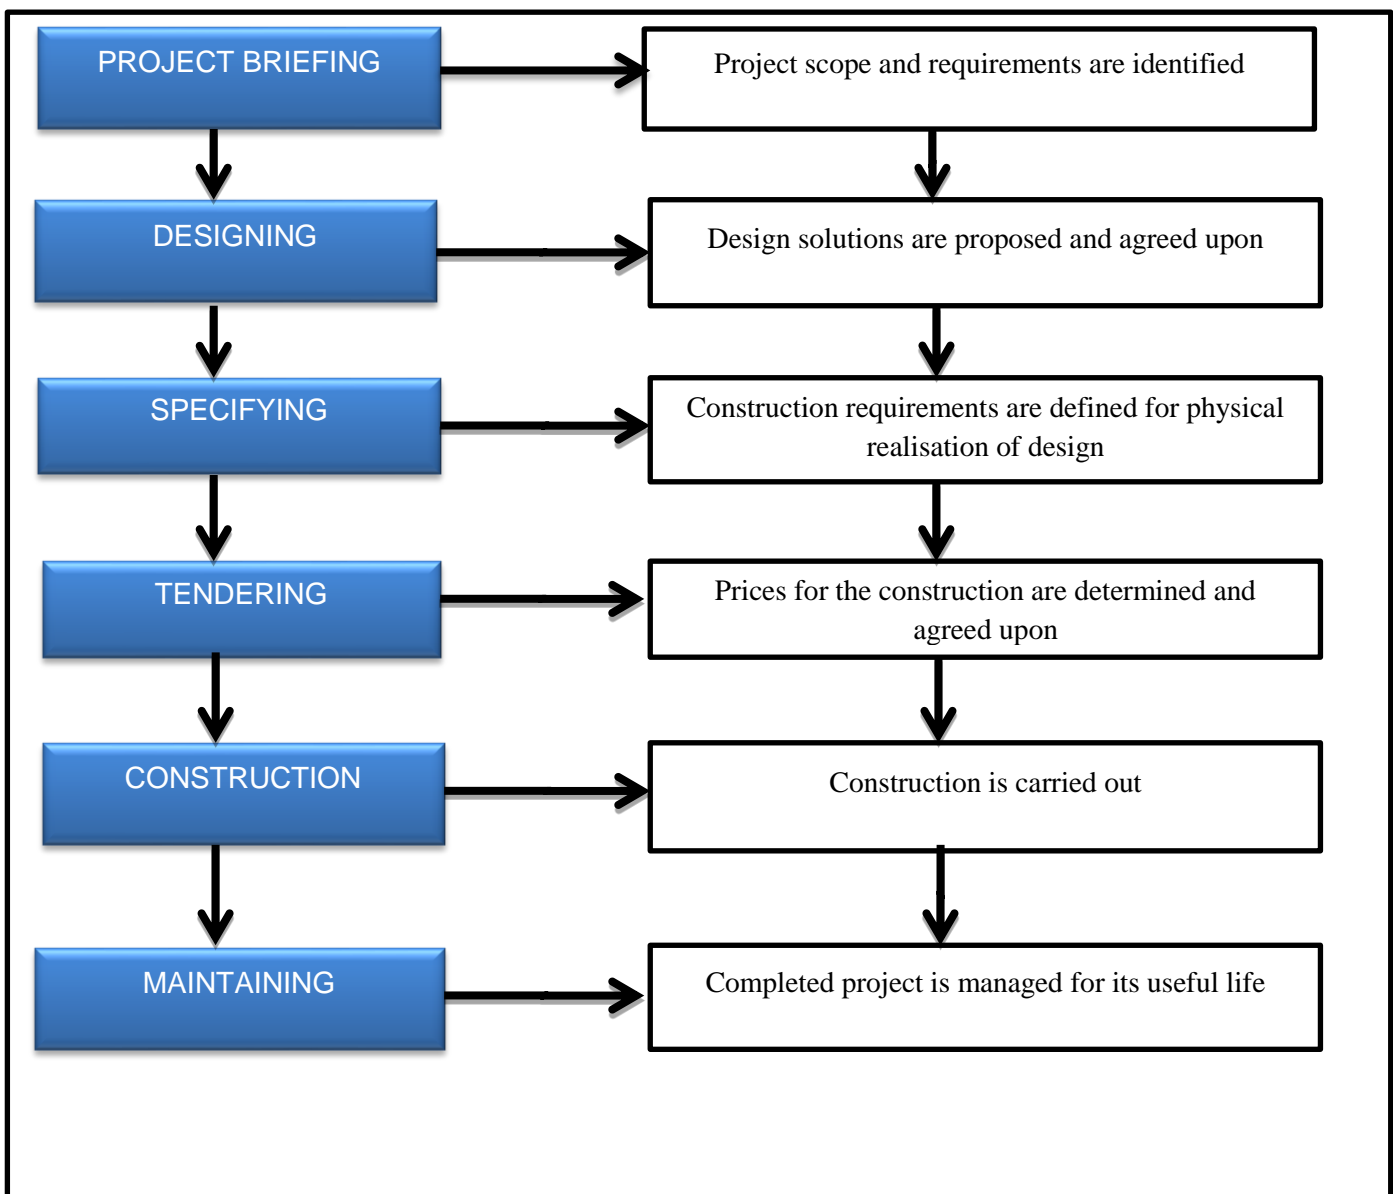 PROJECT BRIEFING
Project scope and requirements are identified
DESIGNING
Design solutions are proposed and agreed upon
SPECIFYING
Construction requirements are defined for physical
realisation of design
TENDERING
Prices for the construction are determined and
agreed upon
CONSTRUCTION
Construction is carried out
MAINTAINING
Completed project is managed for its useful life